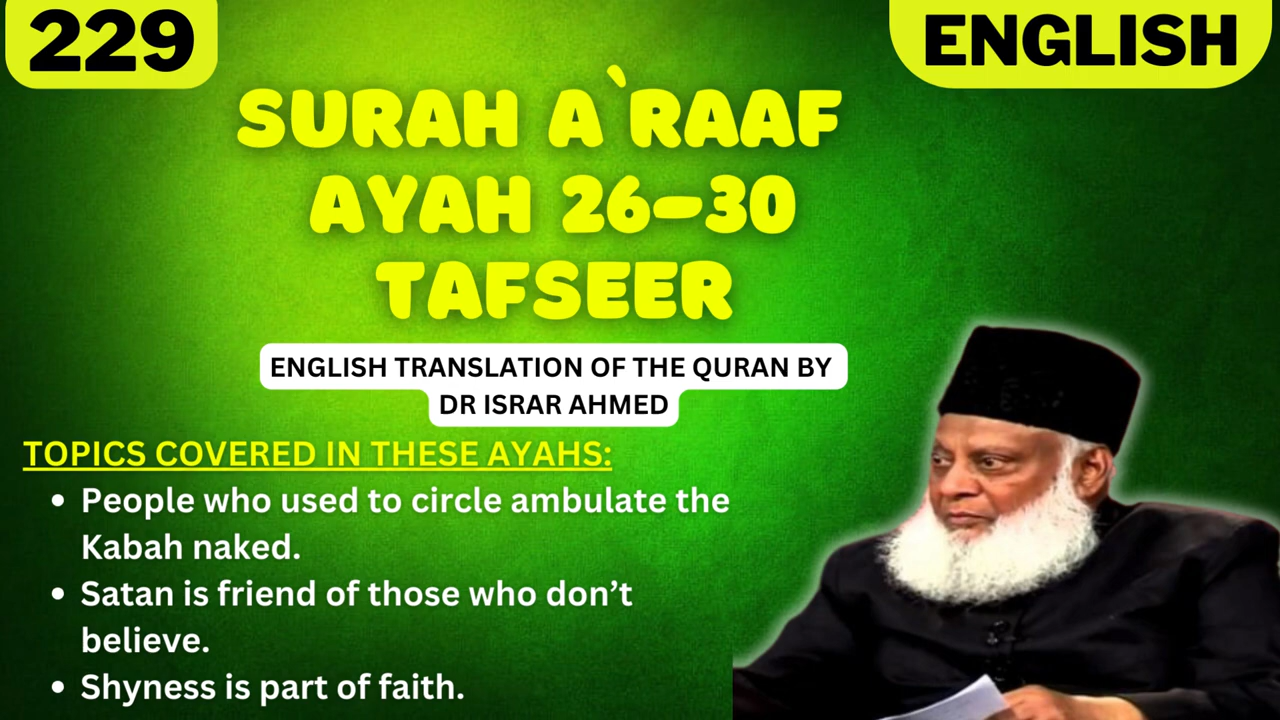 229
ENGLISH
SURAH A`RAAF
AYAH 26-30
TAFSEER
ENGLISH TRANSLATION OF THE QURAN BY
DR ISRAR AHMED
TOPICS COVERED IN THESE AYAHS:
• People who used to circle ambulate the
Kabah naked.
• Satan is friend of those who don’t
believe.
• Shyness is part of faith.